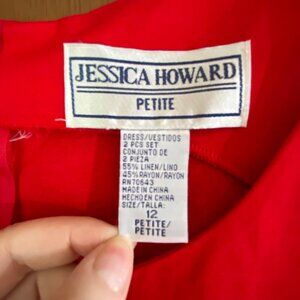 JESSICA HOWARD
PETITE
DRESS/VESTIDOS
2 PCS SET
CONJUNTO DE
2 PIEZA
55% LINEN/LINO
45% RAYON/RAYON
RN70643
MADE IN CHINA
HECHO EN CHINA
SIZE/TALLA:
12
PETITE/
PETITE